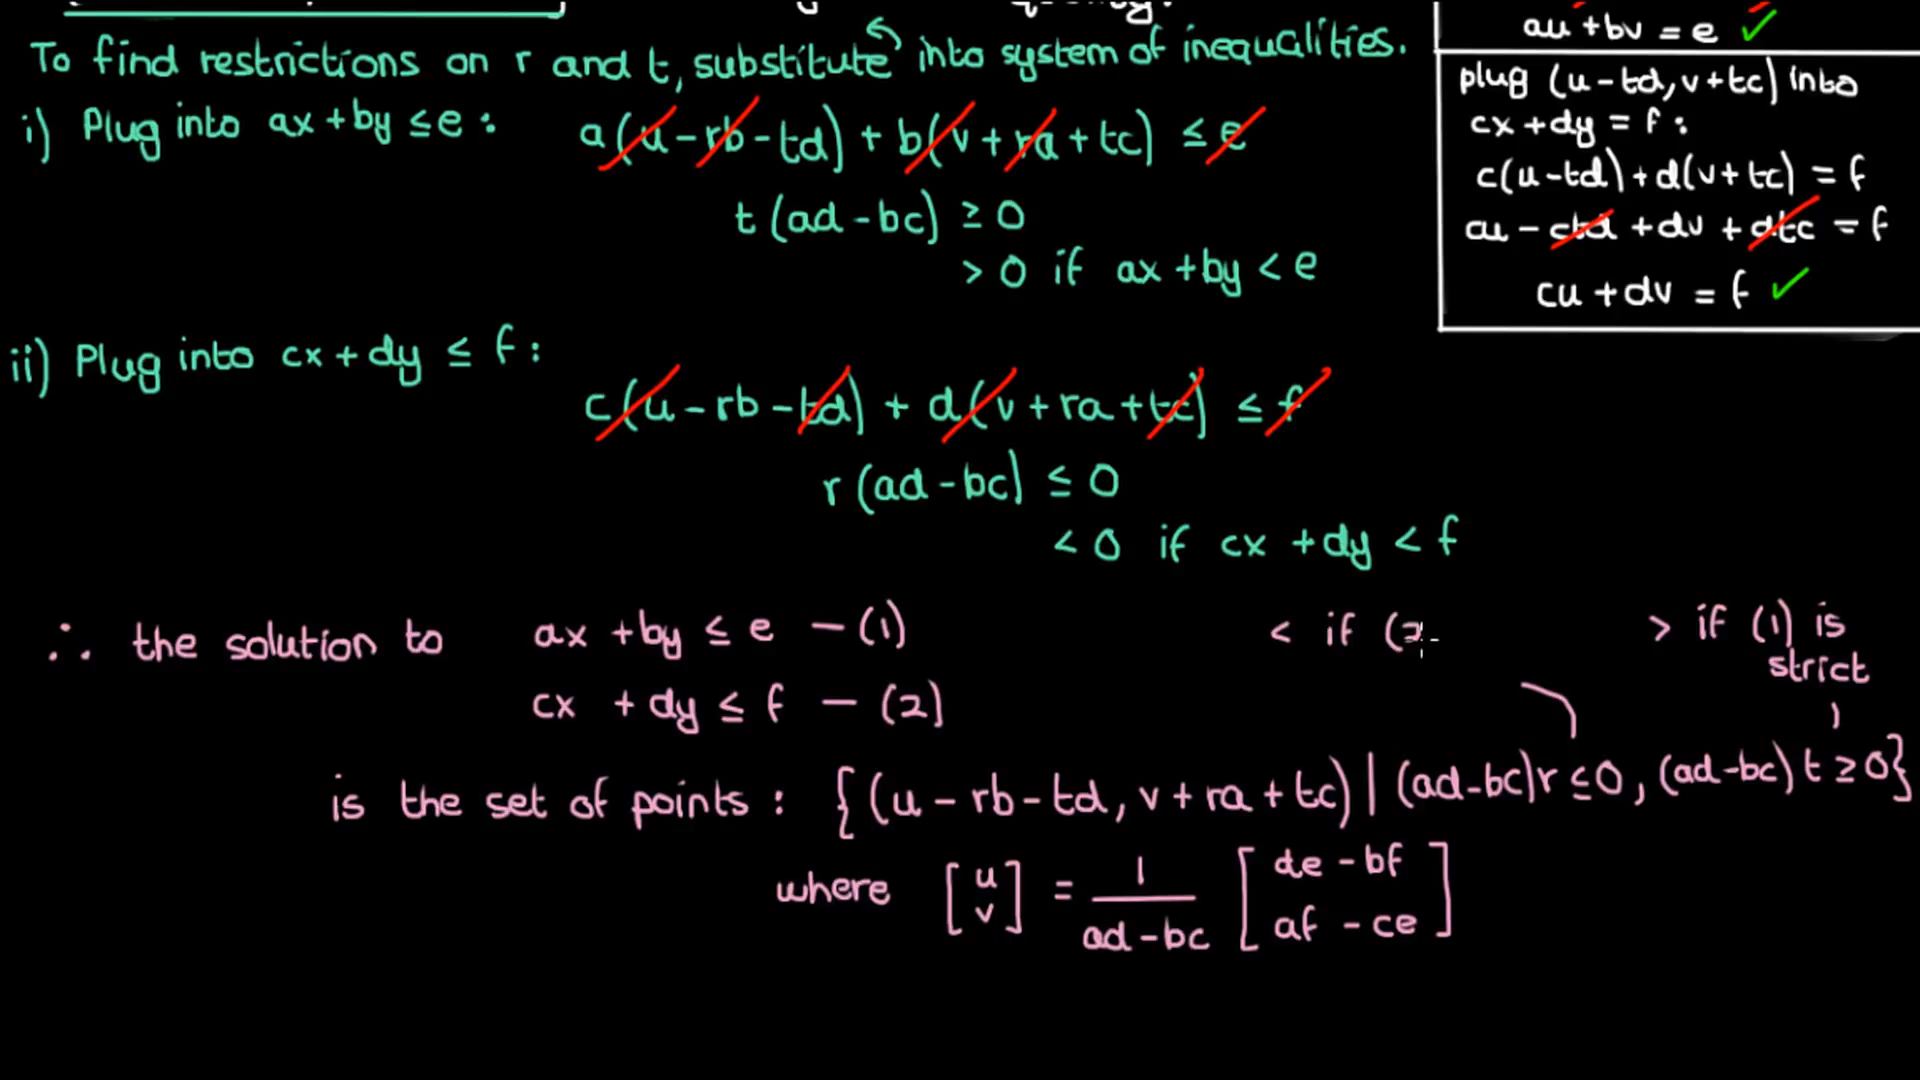 au + bv = e ✓
To find restrictions on r and t, substitute into system of inequalities.
i) Plug into ax + by ≤ e : a(u - rb - td) + b(v + ra + tc) ≤ e
t(ad - bc) ≥ 0
> 0 if ax + by < e
plug (u - td, v + tc) into
cx + dy = f :
c(u - td) + d(v + tc) = f
cu - ctd + dv + dtc = f
cu + dv = f ✓
ii) Plug into cx + dy ≤ f :
c(u - rb - td) + d(v + ra + tc) ≤ f
r(ad - bc) ≤ 0
< 0 if cx + dy < f
∴ the solution to ax + by ≤ e - (1)
cx + dy ≤ f - (2)
< if (2
> if (1) is
strict
is the set of points : {(u - rb - td, v + ra + tc) | (ad - bc)r ≤ 0, (ad - bc)t ≥ 0}
where [u v] = 1/(ad - bc) [de - bf af - ce]